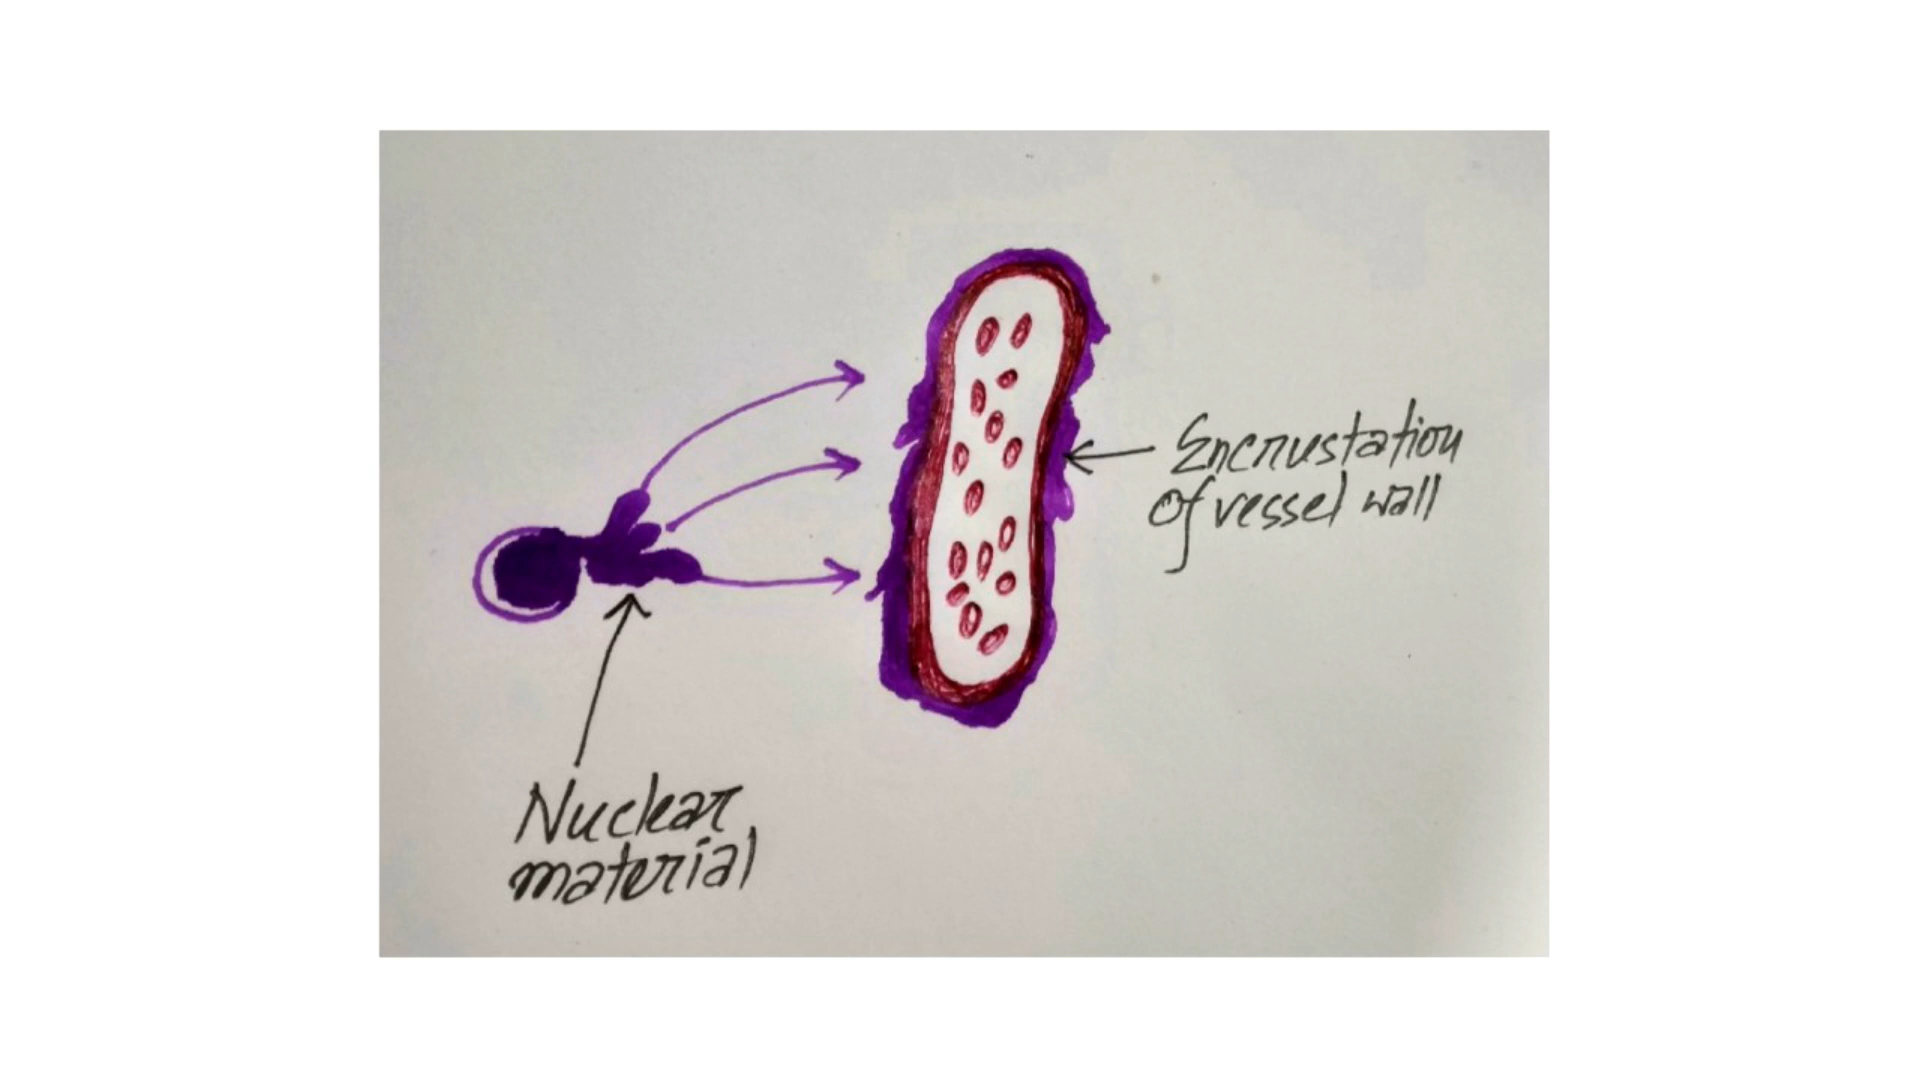 Encrustation
of vessel wall
Nuclear
material